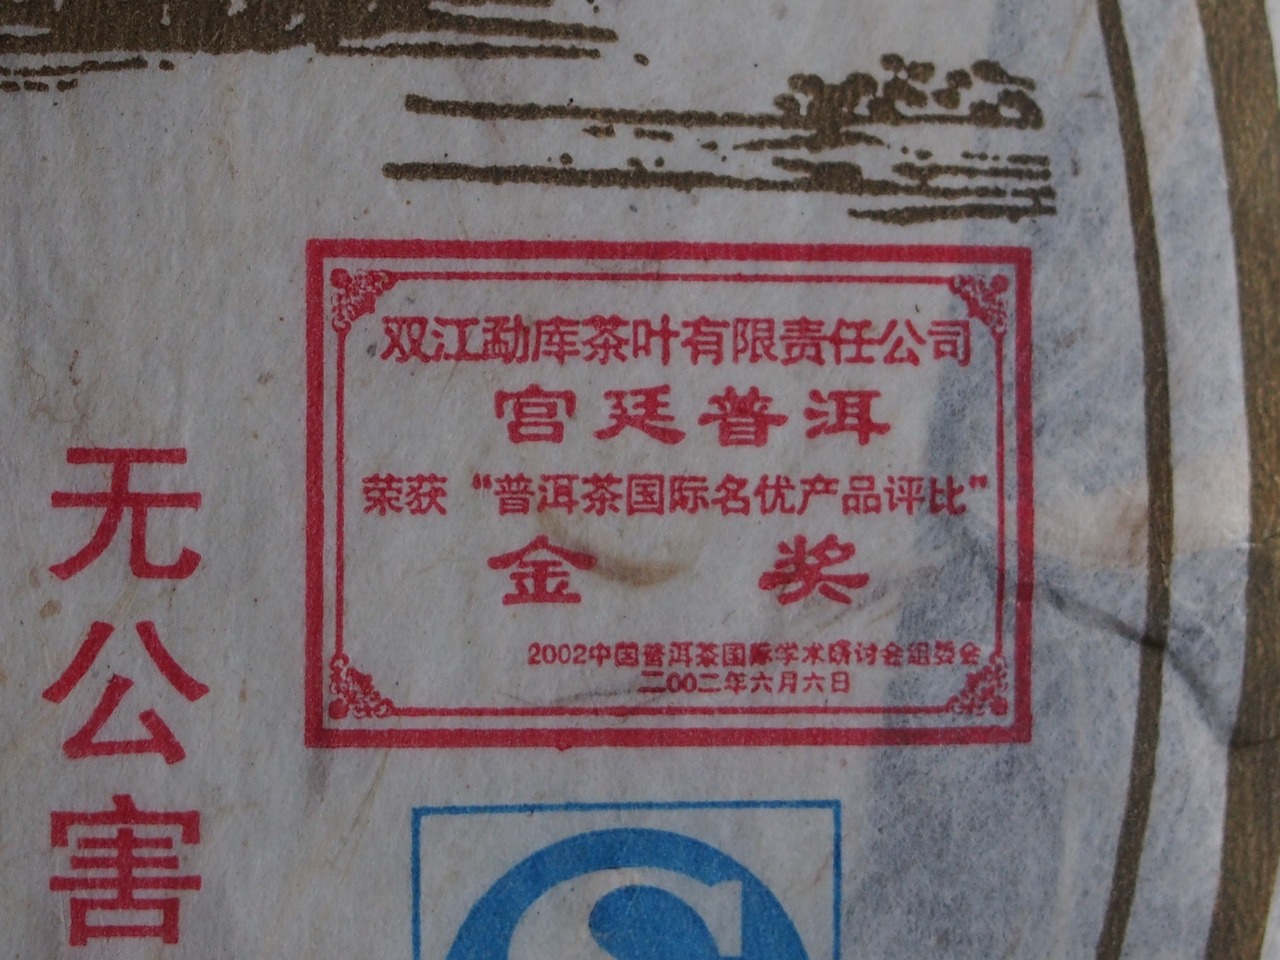 双江勐库茶叶有限责任公司
宫廷普洱
荣获“普洱茶国际名优产品评比”
金奖
2002中国普洱茶国际学术研讨会组委会
二00二年六月六日
无公害